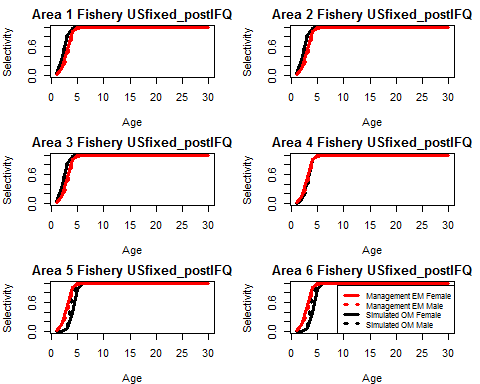 Area 1 Fishery USfixed_postIFQ
Area 2 Fishery USfixed_postIFQ
Selectivity
0.0 0.6
0 5 10 15 20 25 30
Age
Selectivity
0.0 0.6
0 5 10 15 20 25 30
Age
Area 3 Fishery USfixed_postIFQ
Area 4 Fishery USfixed_postIFQ
Selectivity
0.0 0.6
0 5 10 15 20 25 30
Age
Selectivity
0.0 0.6
0 5 10 15 20 25 30
Age
Area 5 Fishery USfixed_postIFQ
Area 6 Fishery USfixed_postIFQ
Selectivity
0.0 0.6
0 5 10 15 20 25 30
Age
Selectivity
0.0 0.6
Management EM Female
Management EM Male
Simulated OM Female
Simulated OM Male
0 5 10 15 20 25 30
Age